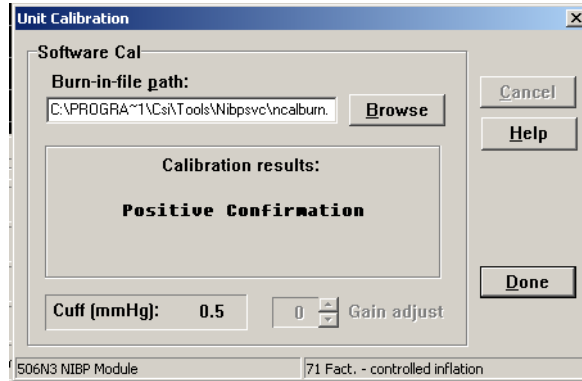 Unit Calibration
Software Cal
Burn-in-file path:
C:\PROGRA~1\Csi\Tools\Nibpsvc\ncalburn.
Browse
Cancel
Help
Calibration results:
Positive Confirmation
Done
Cuff (mmHg): 0.5
0 Gain adjust
506N3 NIBP Module 71 Fact. - controlled inflation